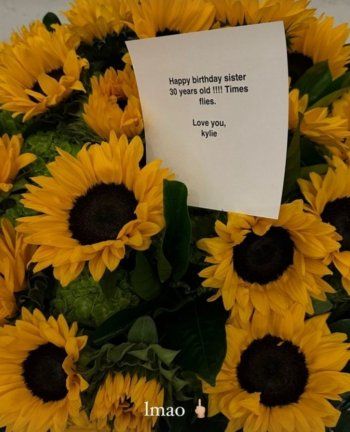 Happy birthday sister
30 years old !!!! Times
flies.
Love you,
kylie
lmao 🖕🏻